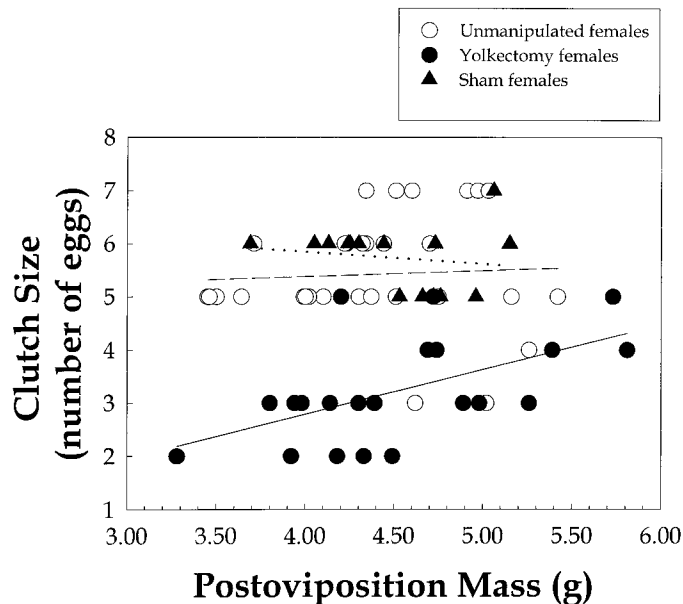 Unmanipulated females
Yolkectomy females
Sham females
8
7
6
5
4
3
2
1
Clutch Size
(number of eggs)
3.00 3.50 4.00 4.50 5.00 5.50 6.00
Postoviposition Mass (g)